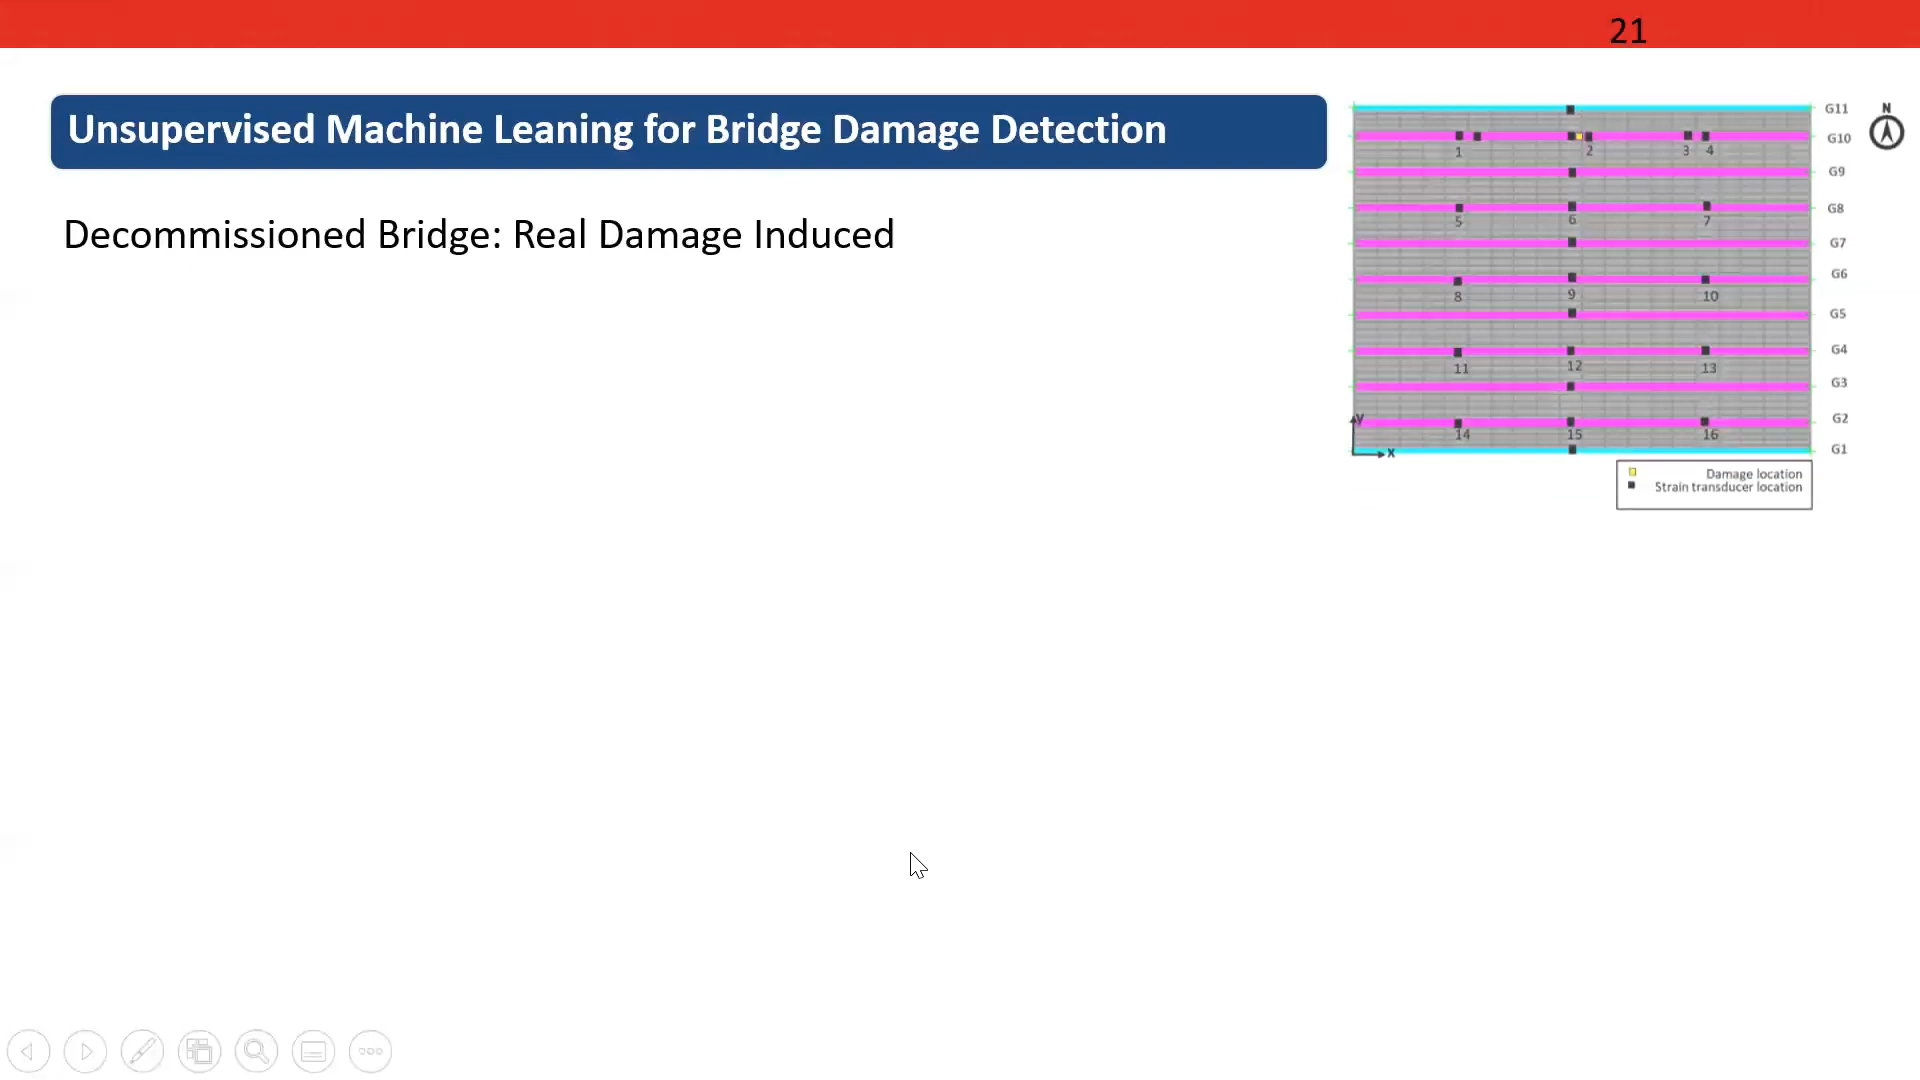 21
Unsupervised Machine Leaning for Bridge Damage Detection
Decommissioned Bridge: Real Damage Induced
G11
N
G10
1 2 3 4
G9
G8
5 6 7
G7
G6
8 9 10
G5
G4
11 12 13
G3
G2
14 15 16
y
x
G1
Damage location
Strain transducer location